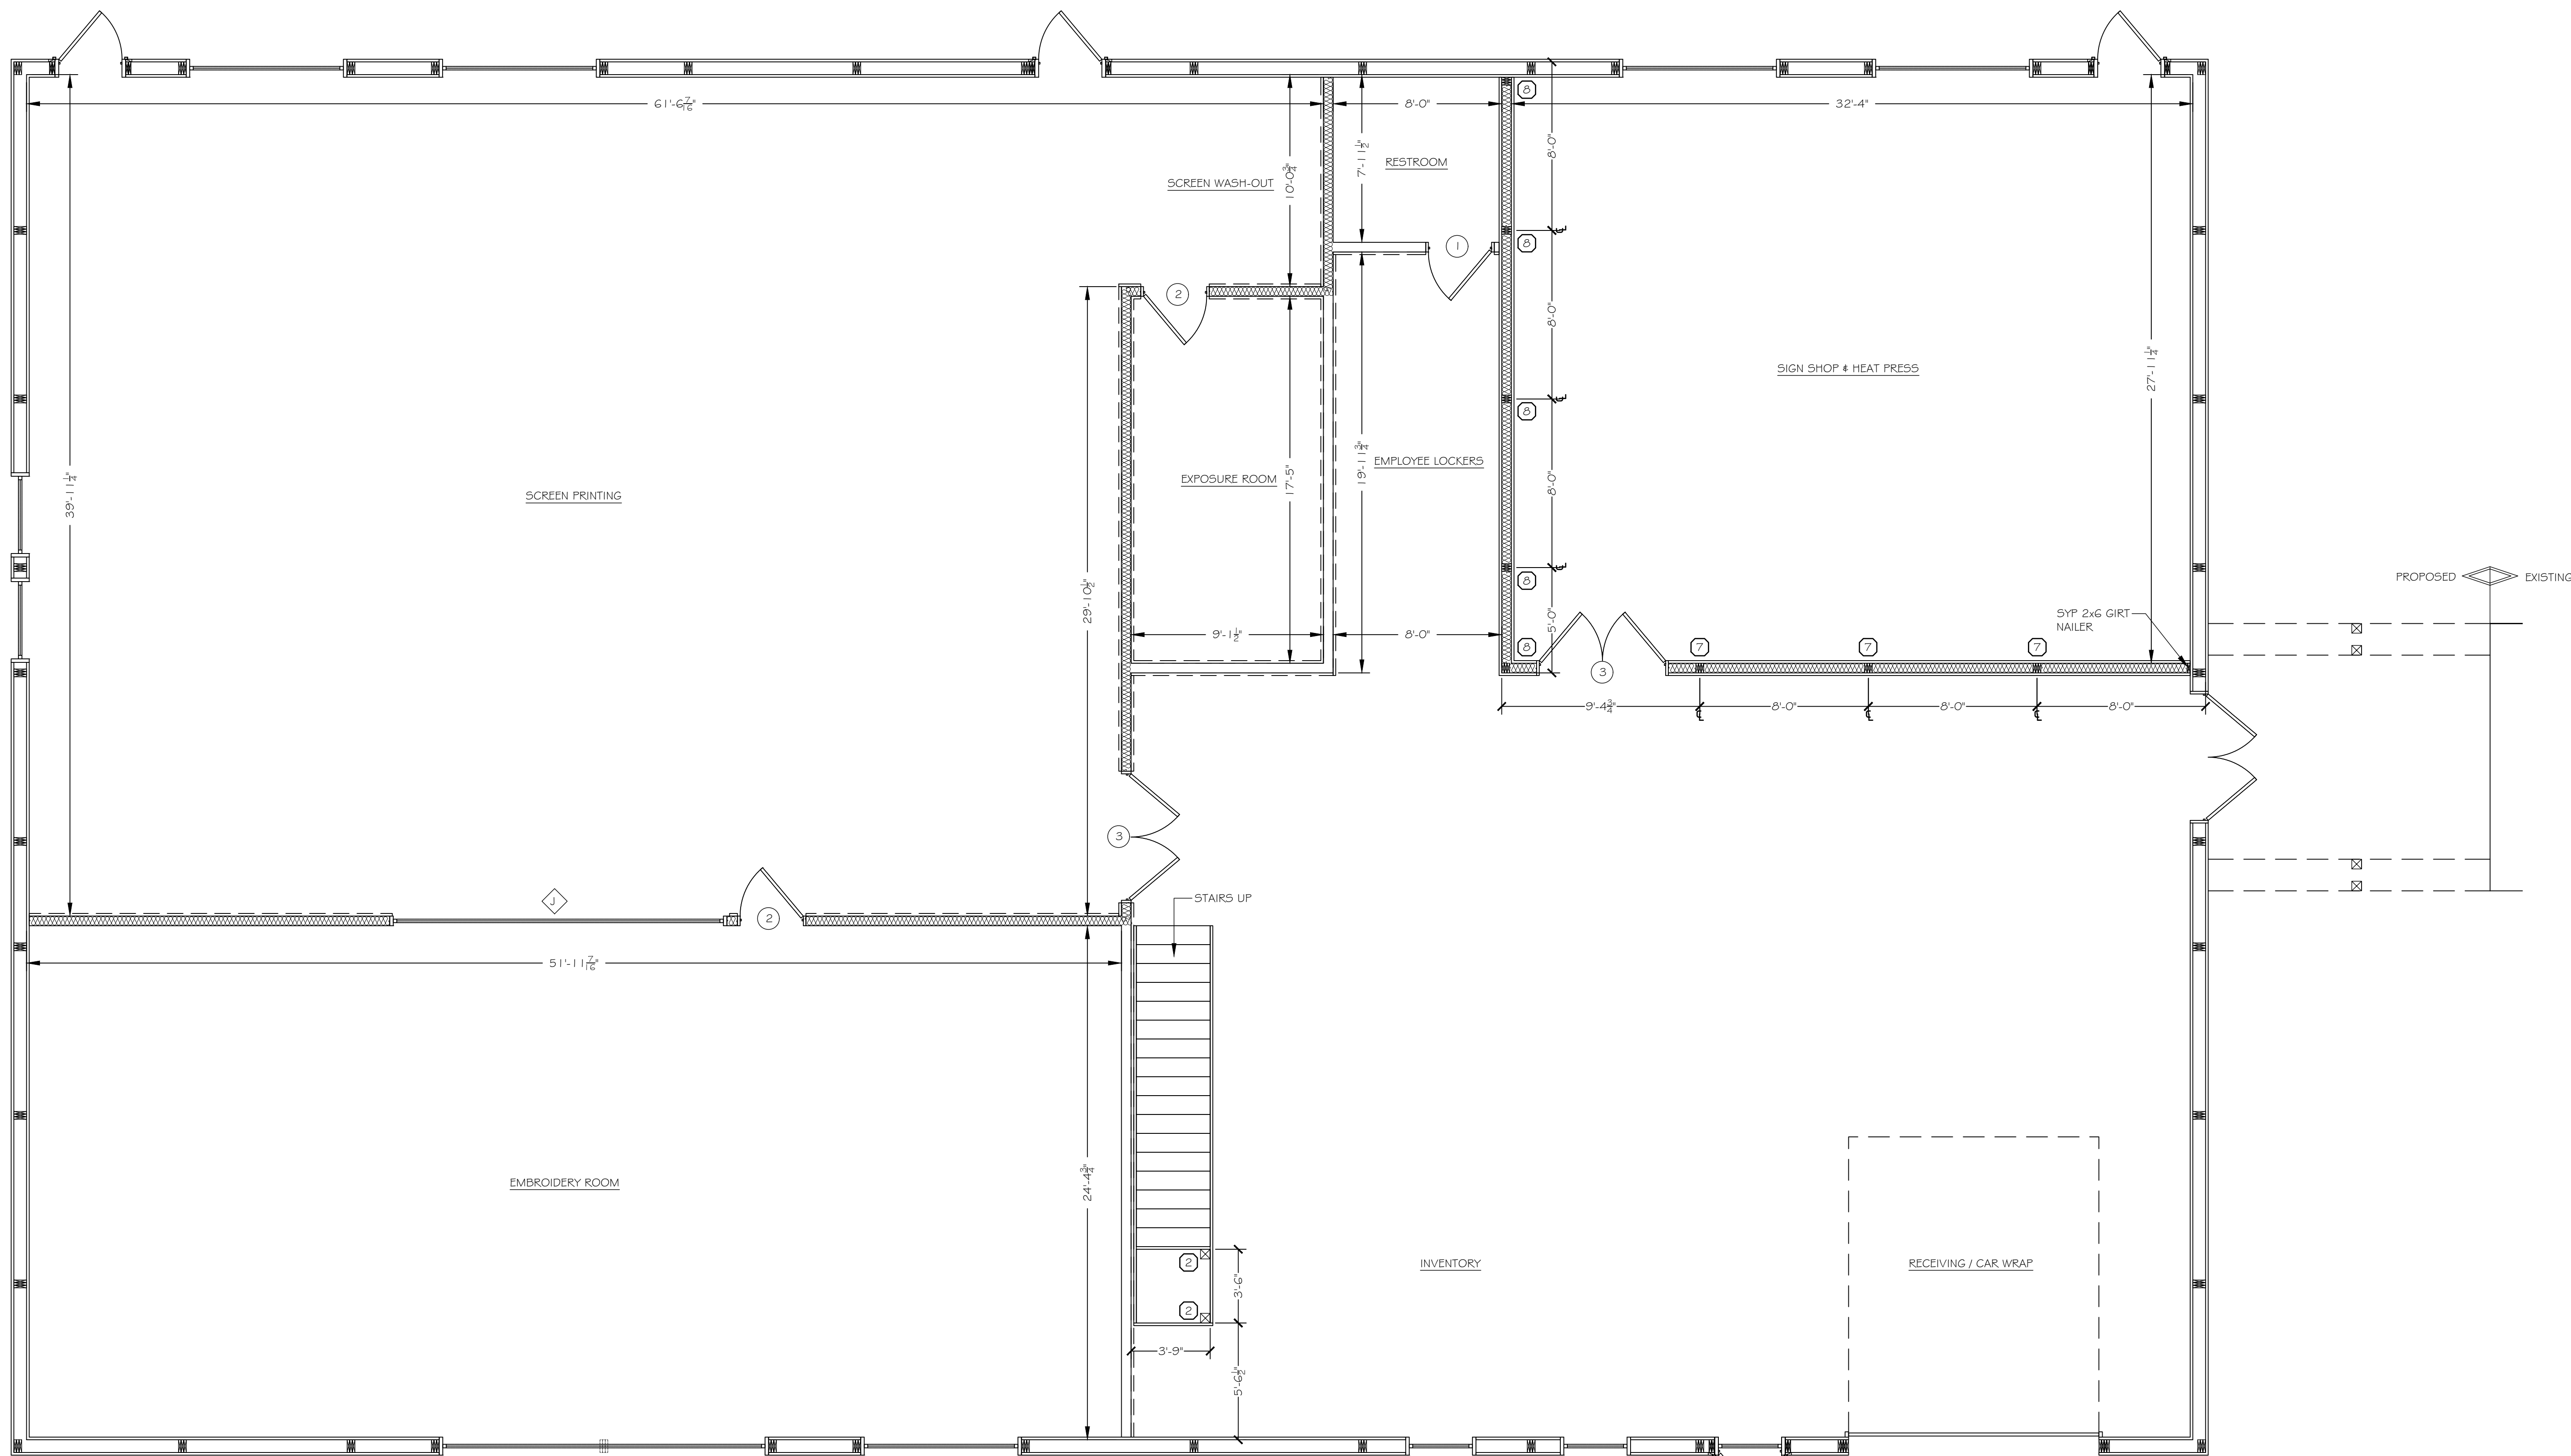 61'-6 7/16"
8'-0"
32'-4"
8
8'-0"
7'-11 1/2"
RESTROOM
10'-0 3/4"
SCREEN WASH-OUT
1
8
2
8'-0"
27'-1 1/4"
SIGN SHOP & HEAT PRESS
8
EMPLOYEE LOCKERS
19'-11 3/4"
EXPOSURE ROOM
17'-5"
8'-0"
SCREEN PRINTING
39'-11 1/4"
PROPOSED
EXISTING
8
29'-10 1/2"
5'-0"
SYP 2x6 GIRT
NAILER
9'-1 1/2"
8'-0"
8
7
7
7
3
9'-4 3/4"
8'-0"
8'-0"
8'-0"
3
J
STAIRS UP
2
51'-11 7/16"
24'-4 3/4"
EMBROIDERY ROOM
2
INVENTORY
RECEIVING / CAR WRAP
3'-6"
2
3'-9"
5'-6 1/2"